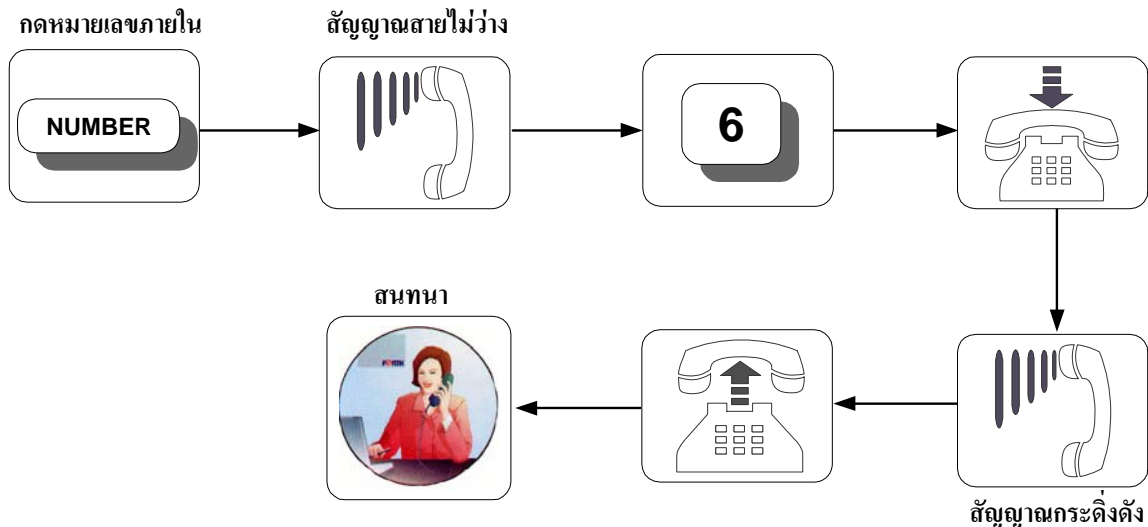 กดหมายเลขภายใน
สัญญาณสายไม่ว่าง
NUMBER
6
สนทนา
FORTH
สัญญาณกระดิ่งดัง